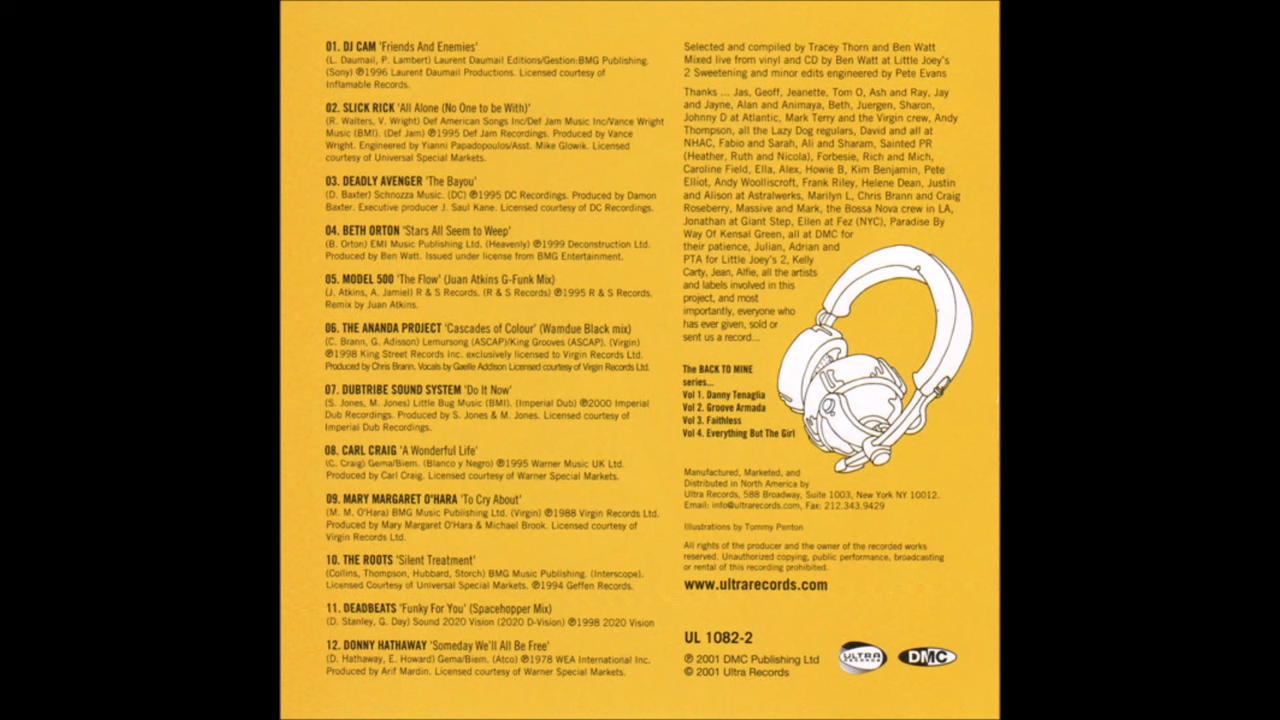 01. DJ CAM 'Friends And Enemies'
(L. Daumail, P. Lambert) Laurent Daumail Editions/Gestion:BMG Publishing.
(Sony) ℗1996 Laurent Daumail Productions. Licensed courtesy of
Inflamable Records.
02. SLICK RICK 'All Alone (No One to be With)'
(R. Walters, V. Wright) Def American Songs Inc/Def Jam Music Inc/Vance Wright
Music (BMI). (Def Jam) ℗1995 Def Jam Recordings. Produced by Vance
Wright. Engineered by Yianni Papadopoulos/Asst. Mike Glowik. Licensed
courtesy of Universal Special Markets.
03. DEADLY AVENGER 'The Bayou'
(D. Baxter) Schnozza Music. (DC) ℗1995 DC Recordings. Produced by Damon
Baxter. Executive producer J. Saul Kane. Licensed courtesy of DC Recordings.
04. BETH ORTON 'Stars All Seem to Weep'
(B. Orton) EMI Music Publishing Ltd. (Heavenly) ℗1999 Deconstruction Ltd.
Produced by Ben Watt. Issued under license from BMG Entertainment.
05. MODEL 500 'The Flow' (Juan Atkins G-Funk Mix)
(J. Atkins, A. Jamiel) R & S Records. (R & S Records) ℗1995 R & S Records.
Remix by Juan Atkins.
06. THE ANANDA PROJECT 'Cascades of Colour' (Wamdue Black mix)
(C. Brann, G. Adisson) Lemursong (ASCAP)/King Grooves (ASCAP). (Virgin)
℗1998 King Street Records Inc. exclusively licensed to Virgin Records Ltd.
Produced by Chris Brann. Vocals by Gaelle Addison Licensed courtesy of Virgin Records Ltd.
07. DUBTRIBE SOUND SYSTEM 'Do It Now'
(S. Jones, M. Jones) Little Bug Music (BMI). (Imperial Dub) ℗2000 Imperial
Dub Recordings. Produced by S. Jones & M. Jones. Licensed courtesy of
Imperial Dub Recordings.
08. CARL CRAIG 'A Wonderful Life'
(C. Craig) Gema/Biem. (Blanco y Negro) ℗1995 Warner Music UK Ltd.
Produced by Carl Craig. Licensed courtesy of Warner Special Markets.
09. MARY MARGARET O'HARA 'To Cry About'
(M. M. O'Hara) BMG Music Publishing Ltd. (Virgin) ℗1988 Virgin Records Ltd.
Produced by Mary Margaret O'Hara & Michael Brook. Licensed courtesy of
Virgin Records Ltd.
10. THE ROOTS 'Silent Treatment'
(Collins, Thompson, Hubbard, Storch) BMG Music Publishing. (Interscope).
Licensed Courtesy of Universal Special Markets. ℗1994 Geffen Records.
11. DEADBEATS 'Funky For You' (Spacehopper Mix)
(D. Stanley, G. Day) Sound 2020 Vision (2020 D-Vision) ℗1998 2020 Vision
12. DONNY HATHAWAY 'Someday We'll All Be Free'
(D. Hathaway, E. Howard) Gema/Biem. (Atco) ℗1978 WEA International Inc.
Produced by Arif Mardin. Licensed courtesy of Warner Special Markets.
Selected and compiled by Tracey Thorn and Ben Watt
Mixed live from vinyl and CD by Ben Watt at Little Joey's
2 Sweetening and minor edits engineered by Pete Evans
Thanks ... Jas, Geoff, Jeanette, Tom O, Ash and Ray, Jay
and Jayne, Alan and Animaya, Beth, Juergen, Sharon,
Johnny D at Atlantic, Mark Terry and the Virgin crew, Andy
Thompson, all the Lazy Dog regulars, David and all at
NHAC, Fabio and Sarah, Ali and Sharam, Sainted PR
(Heather, Ruth and Nicola), Forbesie, Rich and Mich,
Caroline Field, Ella, Alex, Howie B, Kim Benjamin, Pete
Elliot, Andy Woolliscroft, Frank Riley, Helene Dean, Justin
and Alison at Astralwerks, Marilyn L, Chris Brann and Craig
Roseberry, Massive and Mark, the Bossa Nova crew in LA,
Jonathan at Giant Step, Ellen at Fez (NYC), Paradise By
Way Of Kensal Green, all at DMC for
their patience, Julian, Adrian and
PTA for Little Joey's 2, Kelly
Carty, Jean, Alfie, all the artists
and labels involved in this
project, and most
importantly, everyone who
has ever given, sold or
sent us a record...
The BACK TO MINE
series...
Vol 1. Danny Tenaglia
Vol 2. Groove Armada
Vol 3. Faithless
Vol 4. Everything But The Girl
Manufactured, Marketed, and
Distributed in North America by
Ultra Records, 588 Broadway, Suite 1003, New York NY 10012.
Email: info@ultrarecords.com, Fax: 212.343.9429
Illustrations by Tommy Penton
All rights of the producer and the owner of the recorded works
reserved. Unauthorized copying, public performance, broadcasting
or rental of this recording prohibited.
www.ultrarecords.com
UL 1082-2
℗ 2001 DMC Publishing Ltd
© 2001 Ultra Records
ULTRA
RECORDS
DMC